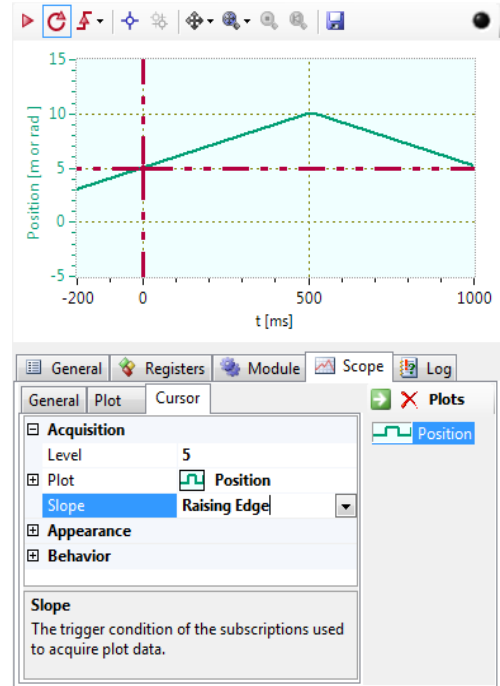 15
10
5
0
-5
Position [m or rad ]
-200 0 500 1000
t [ms]
General Registers Module Scope Log
General Plot Cursor
Plots
Position
Acquisition
Level 5
Plot Position
Slope Raising Edge
Appearance
Behavior
Slope
The trigger condition of the subscriptions used
to acquire plot data.